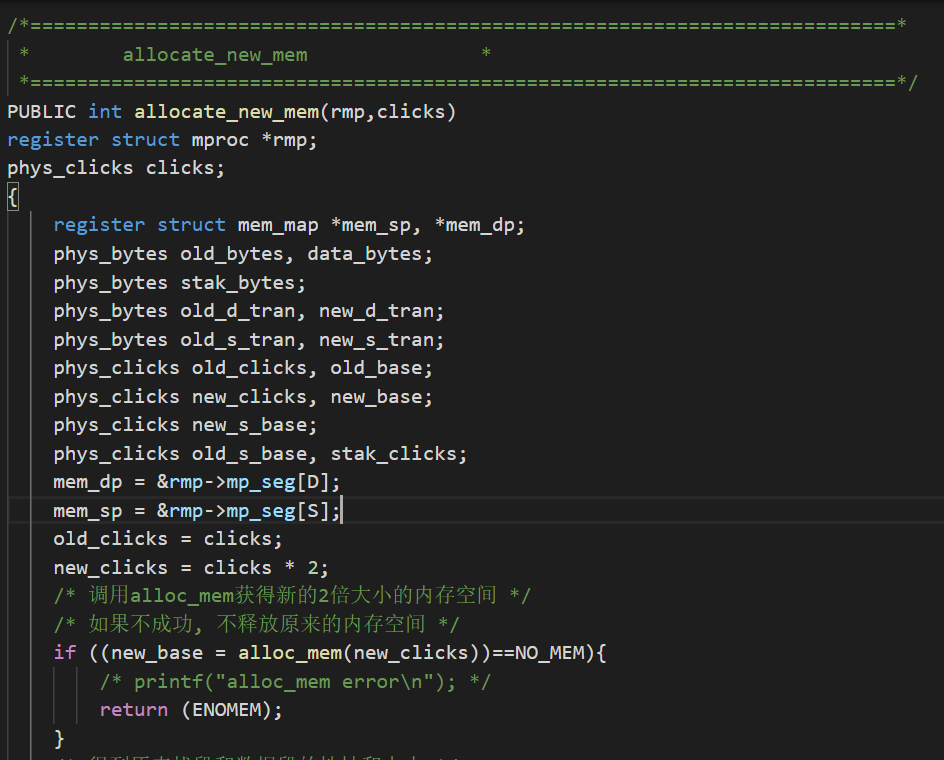 /*===========================================================================*
 *        allocate_new_mem                *
 *===========================================================================*/
PUBLIC int allocate_new_mem(rmp,clicks)
register struct mproc *rmp;
phys_clicks clicks;
{
    register struct mem_map *mem_sp, *mem_dp;
    phys_bytes old_bytes, data_bytes;
    phys_bytes stak_bytes;
    phys_bytes old_d_tran, new_d_tran;
    phys_bytes old_s_tran, new_s_tran;
    phys_clicks old_clicks, old_base;
    phys_clicks new_clicks, new_base;
    phys_clicks new_s_base;
    phys_clicks old_s_base, stak_clicks;
    mem_dp = &rmp->mp_seg[D];
    mem_sp = &rmp->mp_seg[S];
    old_clicks = clicks;
    new_clicks = clicks * 2;
    /* 调用alloc_mem获得新的2倍大小的内存空间 */
    /* 如果不成功, 不释放原来的内存空间 */
    if ((new_base = alloc_mem(new_clicks))==NO_MEM){
        /* printf("alloc_mem error\n"); */
        return (ENOMEM);
    }